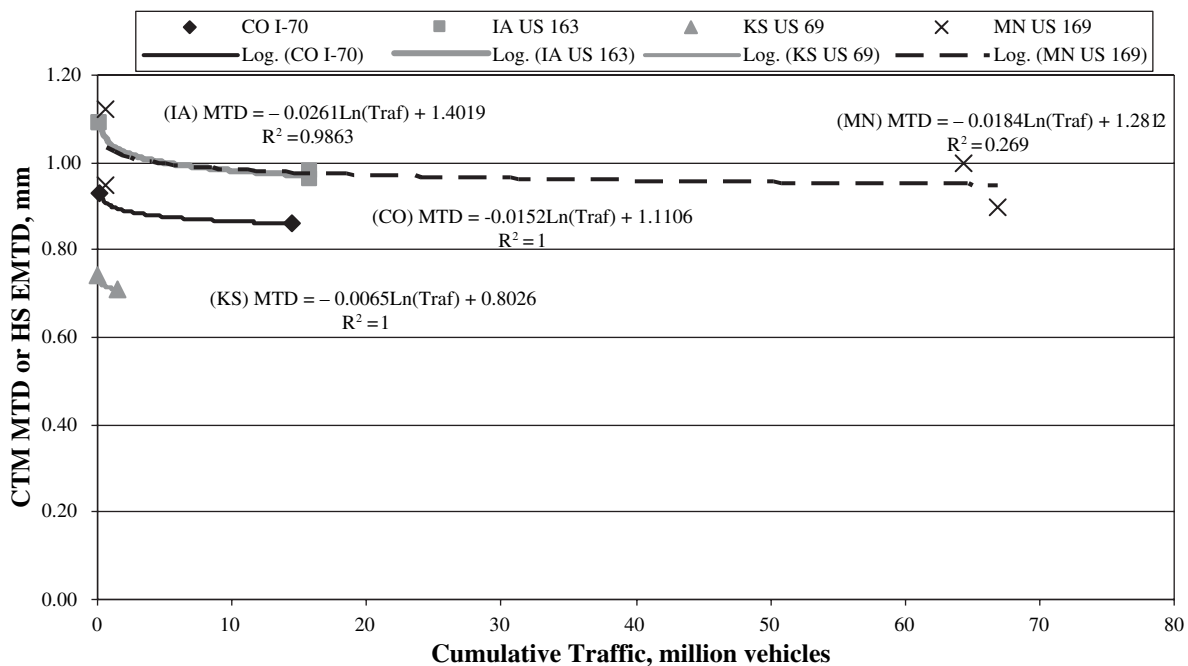 CO I-70 IA US 163 KS US 69 MN US 169
Log. (CO I-70) Log. (IA US 163) Log. (KS US 69) Log. (MN US 169)
1.20
1.00
0.80
0.60
0.40
0.20
0.00
CTM MTD or HS EMTD, mm
(IA) MTD = – 0.0261Ln(Traf) + 1.4019
R² = 0.9863
(MN) MTD = – 0.0184Ln(Traf) + 1.2812
R² = 0.269
(CO) MTD = -0.0152Ln(Traf) + 1.1106
R² = 1
(KS) MTD = – 0.0065Ln(Traf) + 0.8026
R² = 1
0 10 20 30 40 50 60 70 80
Cumulative Traffic, million vehicles